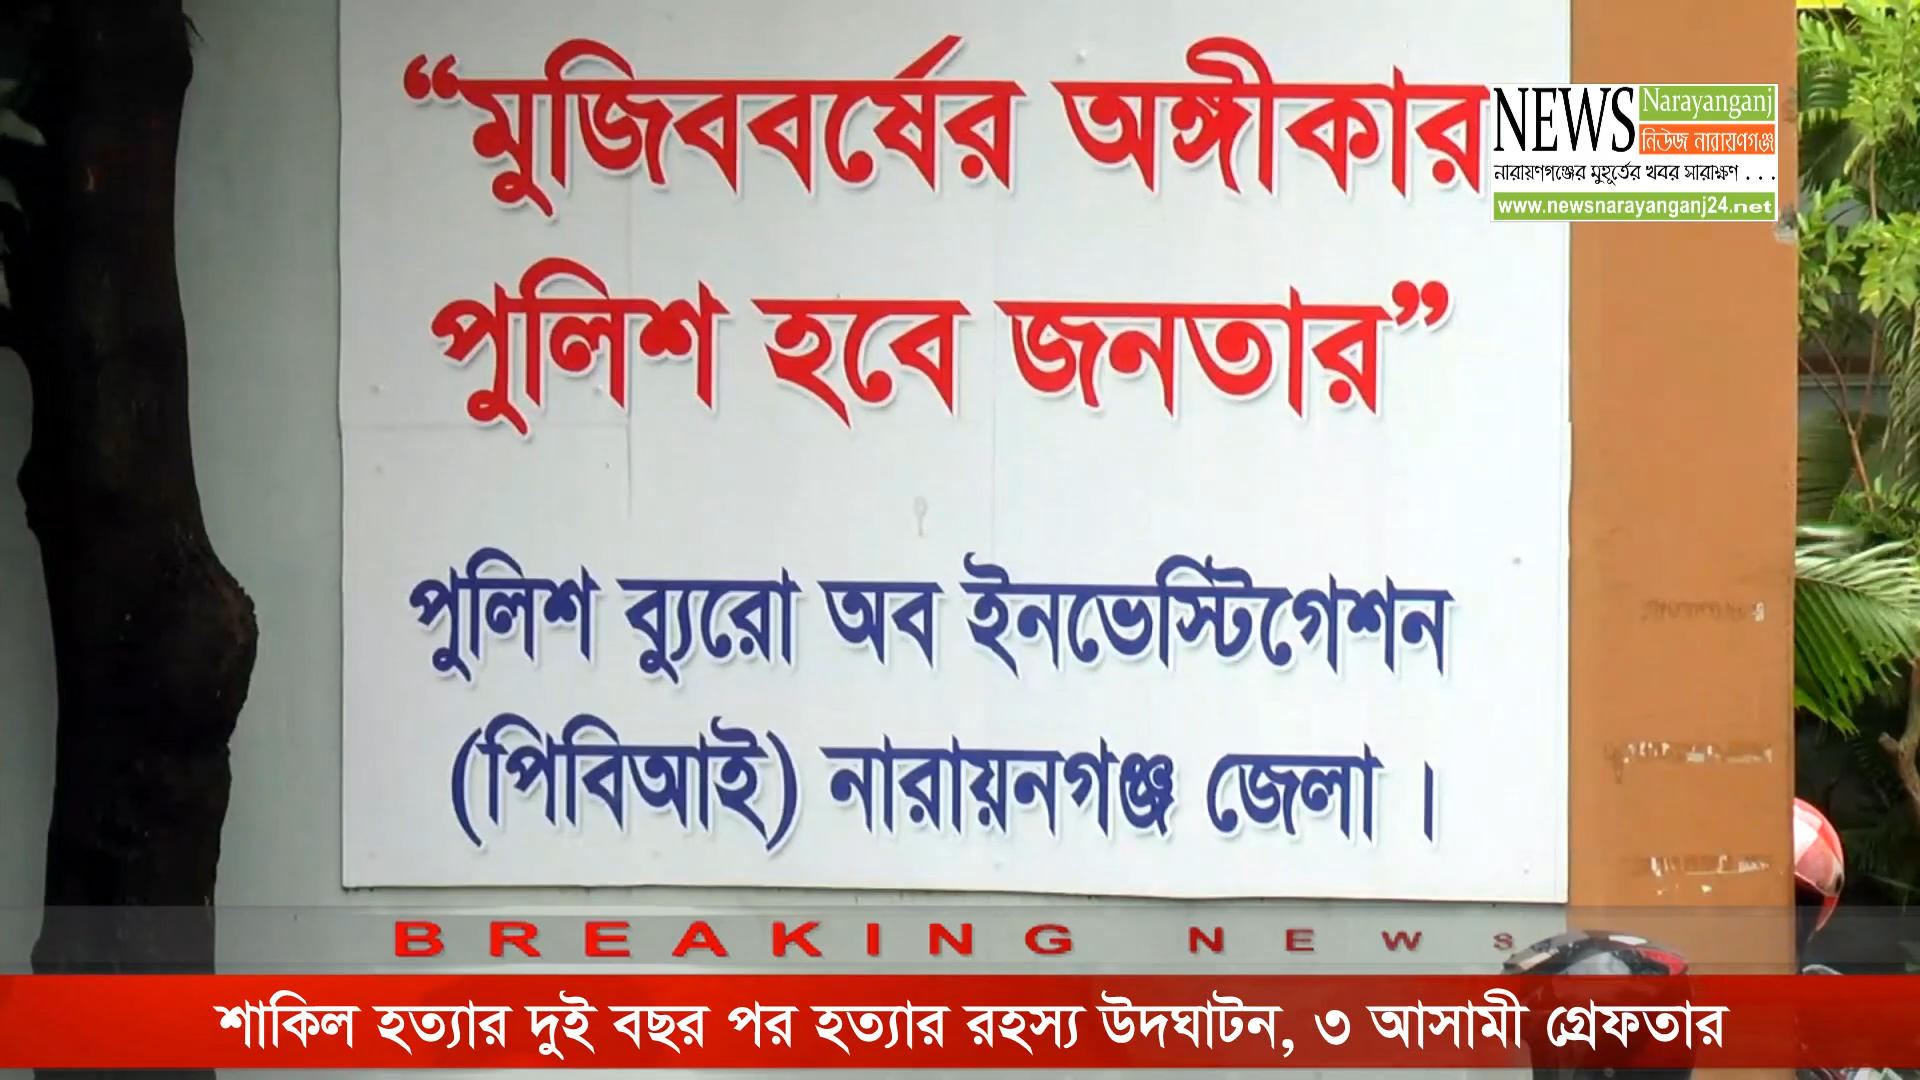 “মুজিববর্ষের অঙ্গীকার
পুলিশ হবে জনতার”
পুলিশ ব্যুরো অব ইনভেস্টিগেশন
(পিবিআই) নারায়নগঞ্জ জেলা ।
NEWS Narayanganj
নিউজ নারায়ণগঞ্জ
নারায়ণগঞ্জের মুহূর্তের খবর সারাক্ষণ . . .
www.newsnarayanganj24.net
BREAKING NEWS
শাকিল হত্যার দুই বছর পর হত্যার রহস্য উদঘাটন, ৩ আসামী গ্রেফতার